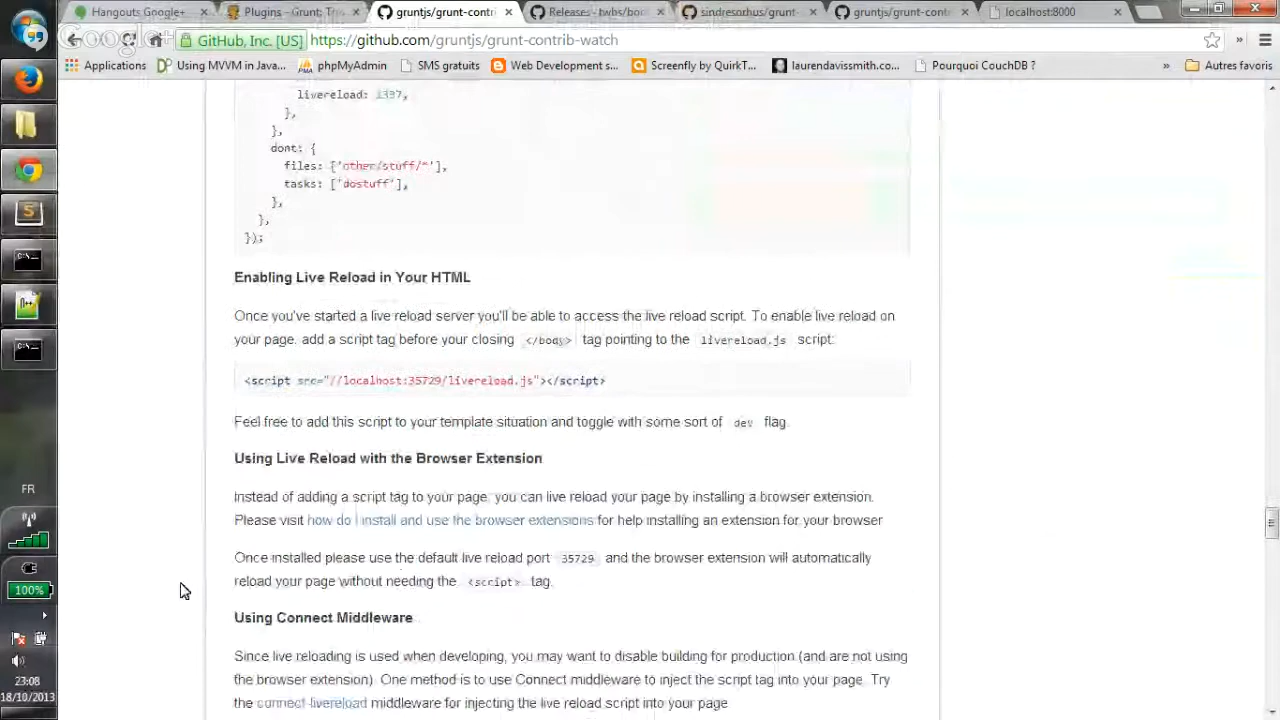 Hangouts Google+
Plugins - Grunt: T
gruntjs/grunt-contri
Releases · twbs/boo
sindresorhus/grunt-
gruntjs/grunt-contri
localhost:8000
Google+
GitHub, Inc. [US]
https://github.com/gruntjs/grunt-contrib-watch
Applications
Using MVVM in Java...
phpMyAdmin
SMS gratuits
Web Development s...
Screenfly by QuirkT...
laurendavissmith.co...
Pourquoi CouchDB ?
»
Autres favoris
livereload: 1337,
},
},
dont: {
files: ['other/stuff/*'],
tasks: ['dostuff'],
},
},
});
Enabling Live Reload in Your HTML
Once you've started a live reload server you'll be able to access the live reload script. To enable live reload on
your page, add a script tag before your closing </body> tag pointing to the livereload.js script:
<script src="//localhost:35729/livereload.js"></script>
Feel free to add this script to your template situation and toggle with some sort of dev flag.
Using Live Reload with the Browser Extension
Instead of adding a script tag to your page, you can live reload your page by installing a browser extension.
Please visit how do I install and use the browser extensions for help installing an extension for your browser
Once installed please use the default live reload port 35729 and the browser extension will automatically
reload your page without needing the <script> tag.
Using Connect Middleware
Since live reloading is used when developing, you may want to disable building for production (and are not using
the browser extension). One method is to use Connect middleware to inject the script tag into your page. Try
the connect-livereload middleware for injecting the live reload script into your page
FR
100%
23:08
18/10/2013